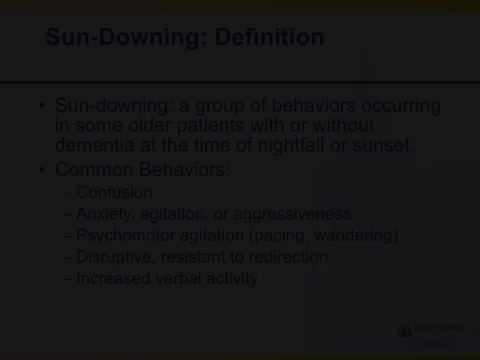 Sun-Downing: Definition
• Sun-downing: a group of behaviors occurring
in some older patients with or without
dementia at the time of nightfall or sunset.
• Common Behaviors:
– Confusion
– Anxiety, agitation, or aggressiveness
– Psychomotor agitation (pacing, wandering)
– Disruptive, resistant to redirection
– Increased verbal activity